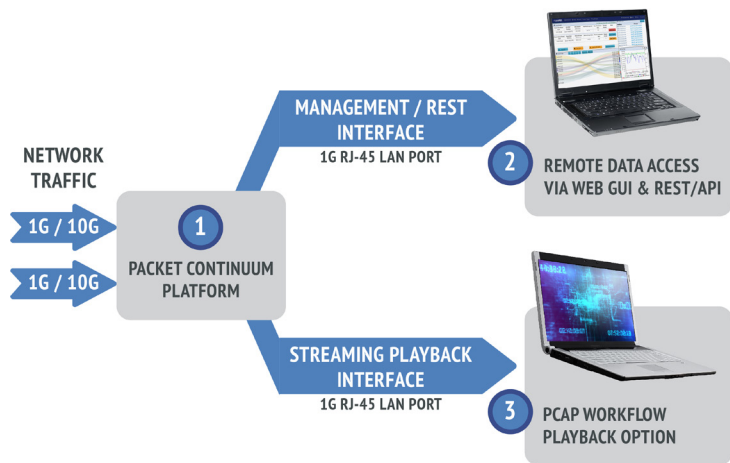 NETWORK
TRAFFIC
1G / 10G
1G / 10G
1
PACKET CONTINUUM
PLATFORM
MANAGEMENT / REST
INTERFACE
1G RJ-45 LAN PORT
2
REMOTE DATA ACCESS
VIA WEB GUI & REST/API
STREAMING PLAYBACK
INTERFACE
1G RJ-45 LAN PORT
3
PCAP WORKFLOW
PLAYBACK OPTION